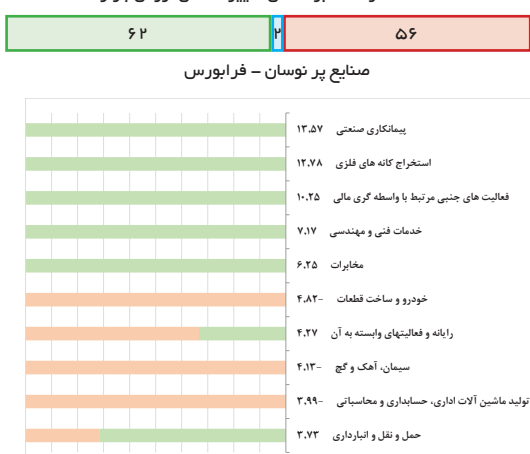 ۶۲ ۲ ۵۶
صنایع پر نوسان – فرابورس
پیمانکاری صنعتی ۱۳.۵۷
استخراج کانه های فلزی ۱۲.۷۸
فعالیت های جنبی مرتبط با واسطه گری مالی ۱۰.۲۵
خدمات فنی و مهندسی ۷.۱۷
مخابرات ۶.۲۵
خودرو و ساخت قطعات -۴.۸۲
رایانه و فعالیتهای وابسته به آن ۴.۲۷
سیمان، آهک و گچ -۴.۱۳
تولید ماشین آلات اداری، حسابداری و محاسباتی -۳.۹۹
حمل و نقل و انبارداری ۳.۷۳